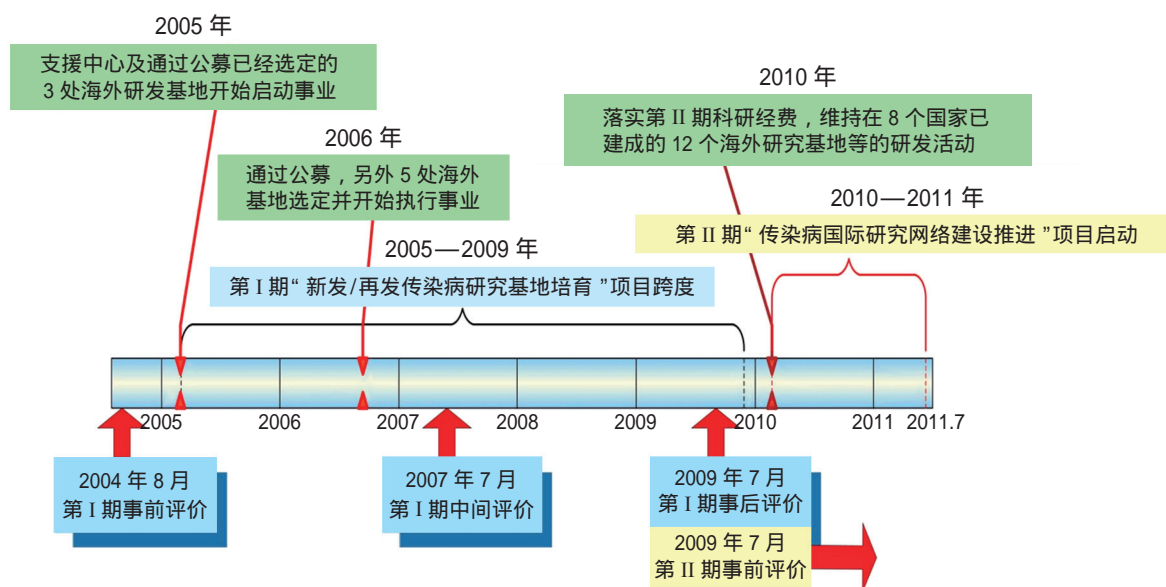 2005 年
支援中心及通过公募已经选定的
3 处海外研发基地开始启动事业
2010 年
落实第 II 期科研经费，维持在 8 个国家已
建成的 12 个海外研究基地等的研发活动
2006 年
通过公募，另外 5 处海外
基地选定并开始执行事业
2010—2011 年
第 II 期“传染病国际研究网络建设推进”项目启动
2005—2009 年
第 I 期“新发/再发传染病研究基地培育”项目跨度
2005
2006
2007
2008
2009
2010
2011
2011.7
2004 年 8 月
第 I 期事前评价
2007 年 7 月
第 I 期中间评价
2009 年 7 月
第 I 期事后评价
2009 年 7 月
第 II 期事前评价